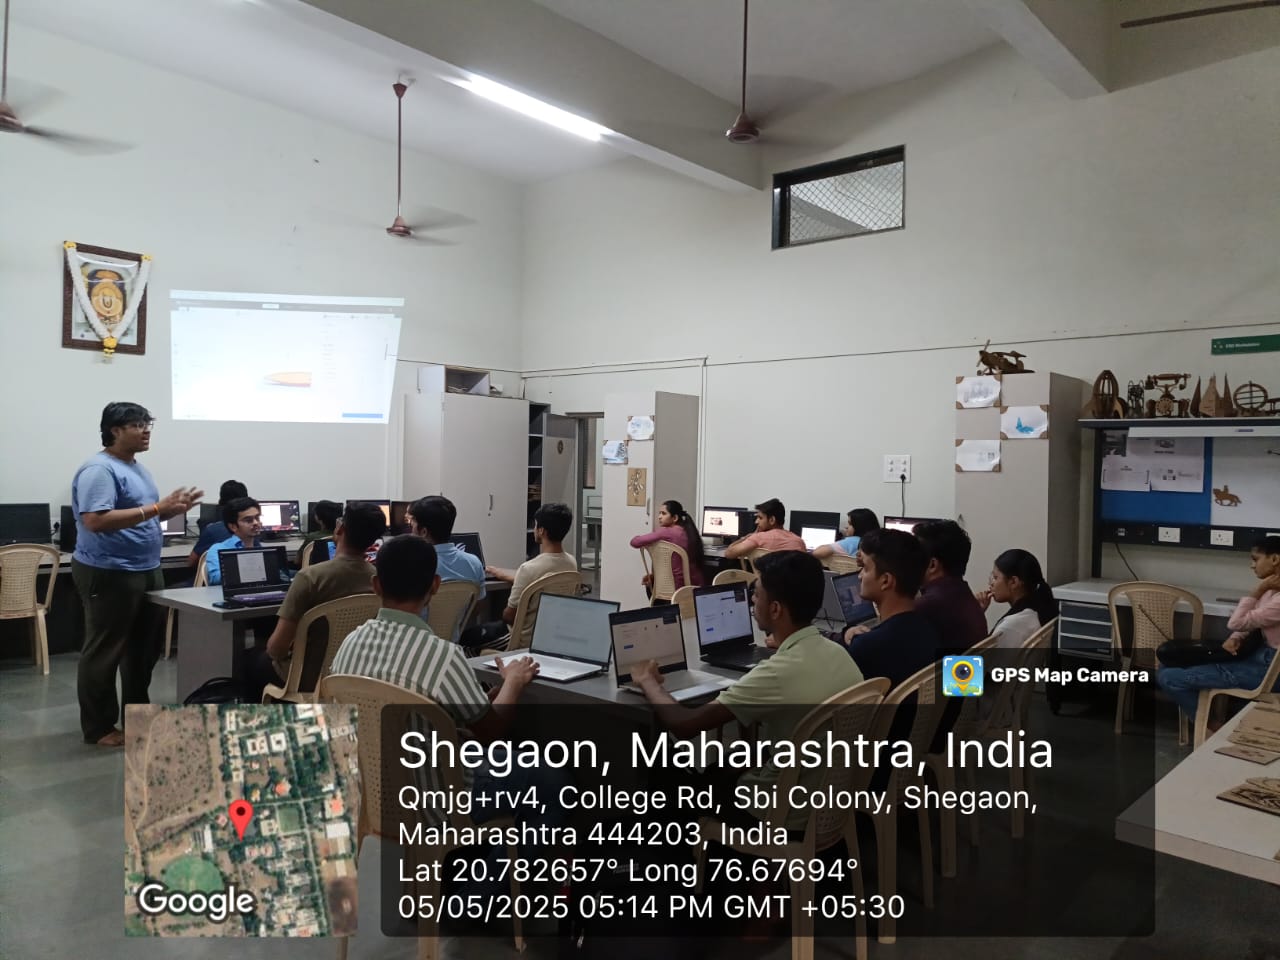 GPS Map Camera
Shegaon, Maharashtra, India
Qmjg+rv4, College Rd, Sbi Colony, Shegaon,
Maharashtra 444203, India
Lat 20.782657° Long 76.67694°
05/05/2025 05:14 PM GMT +05:30
Google